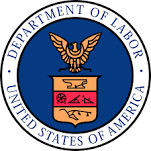 DEPARTMENT OF LABOR
UNITED STATES OF AMERICA